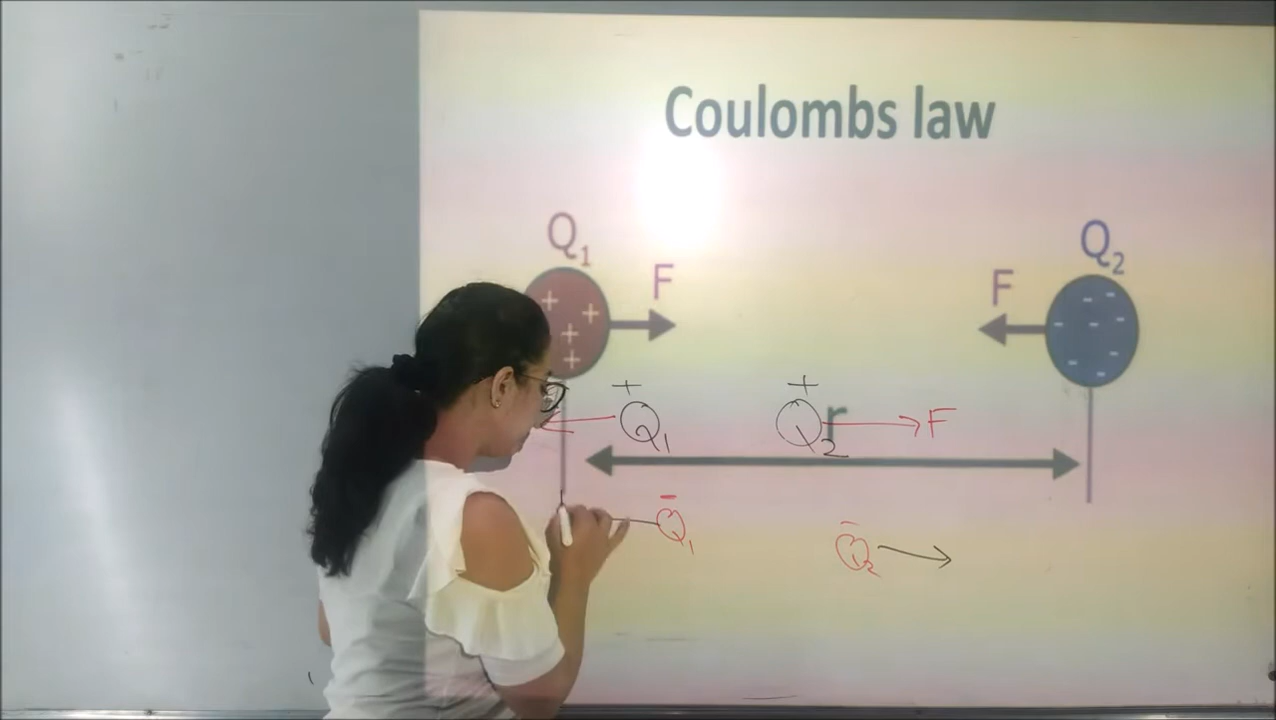 Coulombs law
Q₁ Q₂
F F
+ + + +
- - - - - - - -
+ +
Q₁ Q₂ r F
- -
Q₁ Q₂